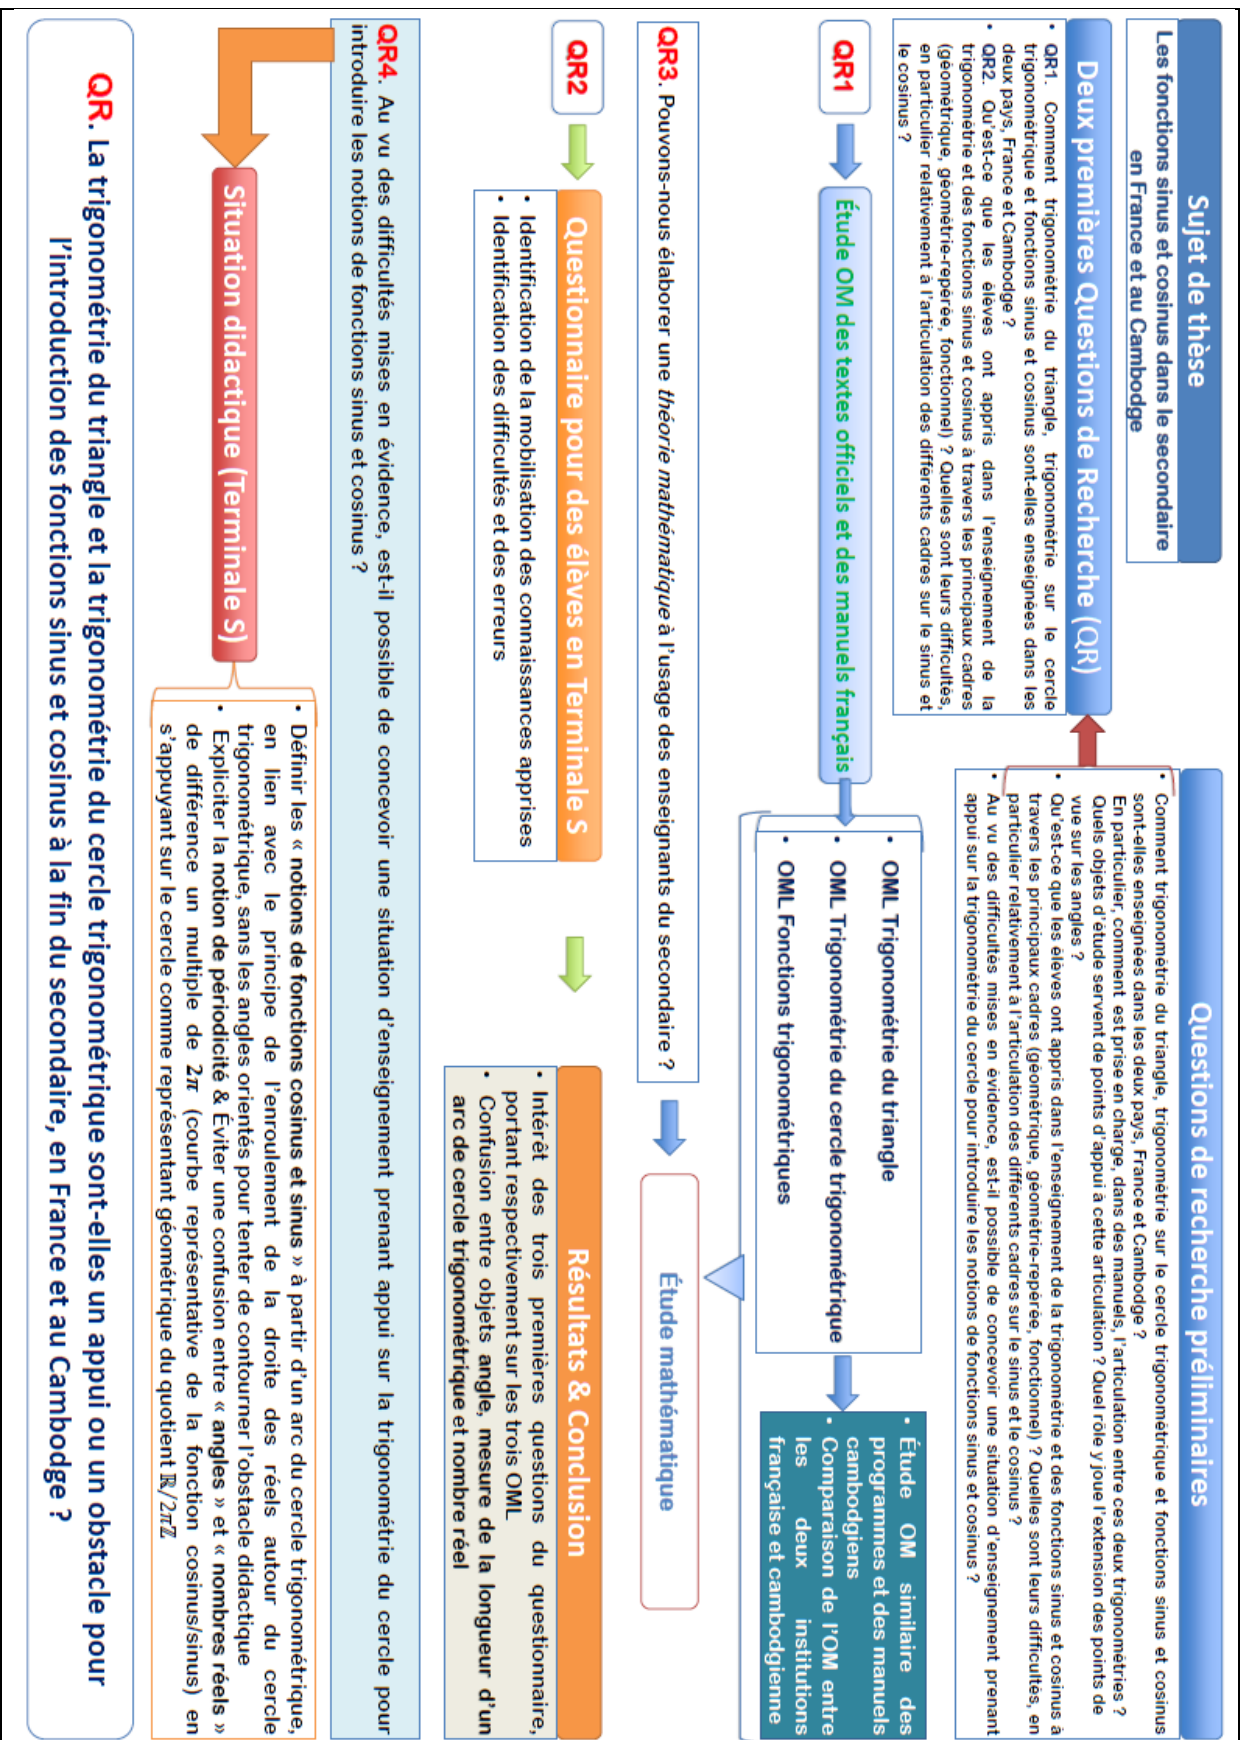 Sujet de thèse
Les fonctions sinus et cosinus dans le secondaire
en France et au Cambodge
Questions de recherche préliminaires
• Comment trigonométrie du triangle, trigonométrie sur le cercle trigonométrique et fonctions sinus et cosinus
sont-elles enseignées dans les deux pays, France et Cambodge ?
En particulier, comment est prise en charge, dans des manuels, l'articulation entre ces deux trigonométries ?
Quels objets d'étude servent de points d'appui à cette articulation ? Quel rôle y joue l'extension des points de
vue sur les angles ?
• Qu'est-ce que les élèves ont appris dans l'enseignement de la trigonométrie et des fonctions sinus et cosinus à
travers les principaux cadres (géométrique, géométrie-repérée, fonctionnel) ? Quelles sont leurs difficultés, en
particulier relativement à l'articulation des différents cadres sur le sinus et le cosinus ?
• Au vu des difficultés mises en évidence, est-il possible de concevoir une situation d'enseignement prenant
appui sur la trigonométrie du cercle pour introduire les notions de fonctions sinus et cosinus ?
Deux premières Questions de Recherche (QR)
• QR1. Comment trigonométrie du triangle, trigonométrie sur le cercle
trigonométrique et fonctions sinus et cosinus sont-elles enseignées dans les
deux pays, France et Cambodge ?
• QR2. Qu'est-ce que les élèves ont appris dans l'enseignement de la
trigonométrie et des fonctions sinus et cosinus à travers les principaux cadres
(géométrique, géométrie-repérée, fonctionnel) ? Quelles sont leurs difficultés,
en particulier relativement à l'articulation des différents cadres sur le sinus et
le cosinus ?
QR1
Étude OM des textes officiels et des manuels français
• OML Trigonométrie du triangle
• OML Trigonométrie du cercle trigonométrique
• OML Fonctions trigonométriques
• Étude OM similaire des
programmes et des manuels
cambodgiens
• Comparaison de l'OM entre
les deux institutions
française et cambodgienne
QR3. Pouvons-nous élaborer une théorie mathématique à l'usage des enseignants du secondaire ?
Étude mathématique
QR2
Questionnaire pour des élèves en Terminale S
• Identification de la mobilisation des connaissances apprises
• Identification des difficultés et des erreurs
Résultats & Conclusion
• Intérêt des trois premières questions du questionnaire,
portant respectivement sur les trois OML
• Confusion entre objets angle, mesure de la longueur d'un
arc de cercle trigonométrique et nombre réel
QR4. Au vu des difficultés mises en évidence, est-il possible de concevoir une situation d'enseignement prenant appui sur la trigonométrie du cercle pour
introduire les notions de fonctions sinus et cosinus ?
Situation didactique (Terminale S)
• Définir les « notions de fonctions cosinus et sinus » à partir d'un arc du cercle trigonométrique,
en lien avec le principe de l'enroulement de la droite des réels autour du cercle
trigonométrique, sans les angles orientés pour tenter de contourner l'obstacle didactique
• Expliciter la notion de périodicité & Éviter une confusion entre « angles » et « nombres réels »
de différence un multiple de 2π (courbe représentative de la fonction cosinus/sinus) en
s'appuyant sur le cercle comme représentant géométrique du quotient ℝ/2πℤ
QR. La trigonométrie du triangle et la trigonométrie du cercle trigonométrique sont-elles un appui ou un obstacle pour
l'introduction des fonctions sinus et cosinus à la fin du secondaire, en France et au Cambodge ?